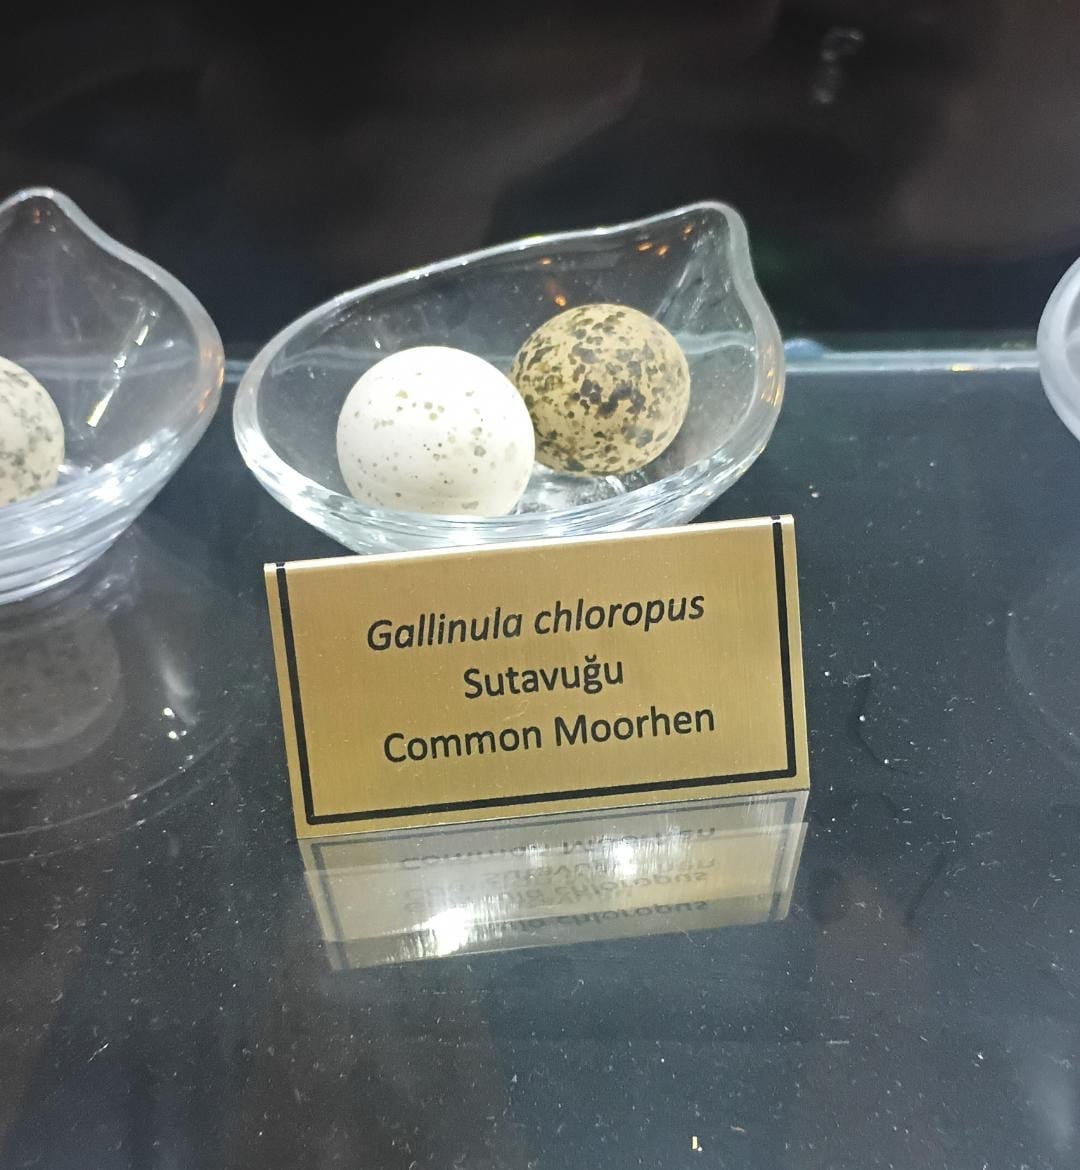 Gallinula chloropus
Sutavuğu
Common Moorhen